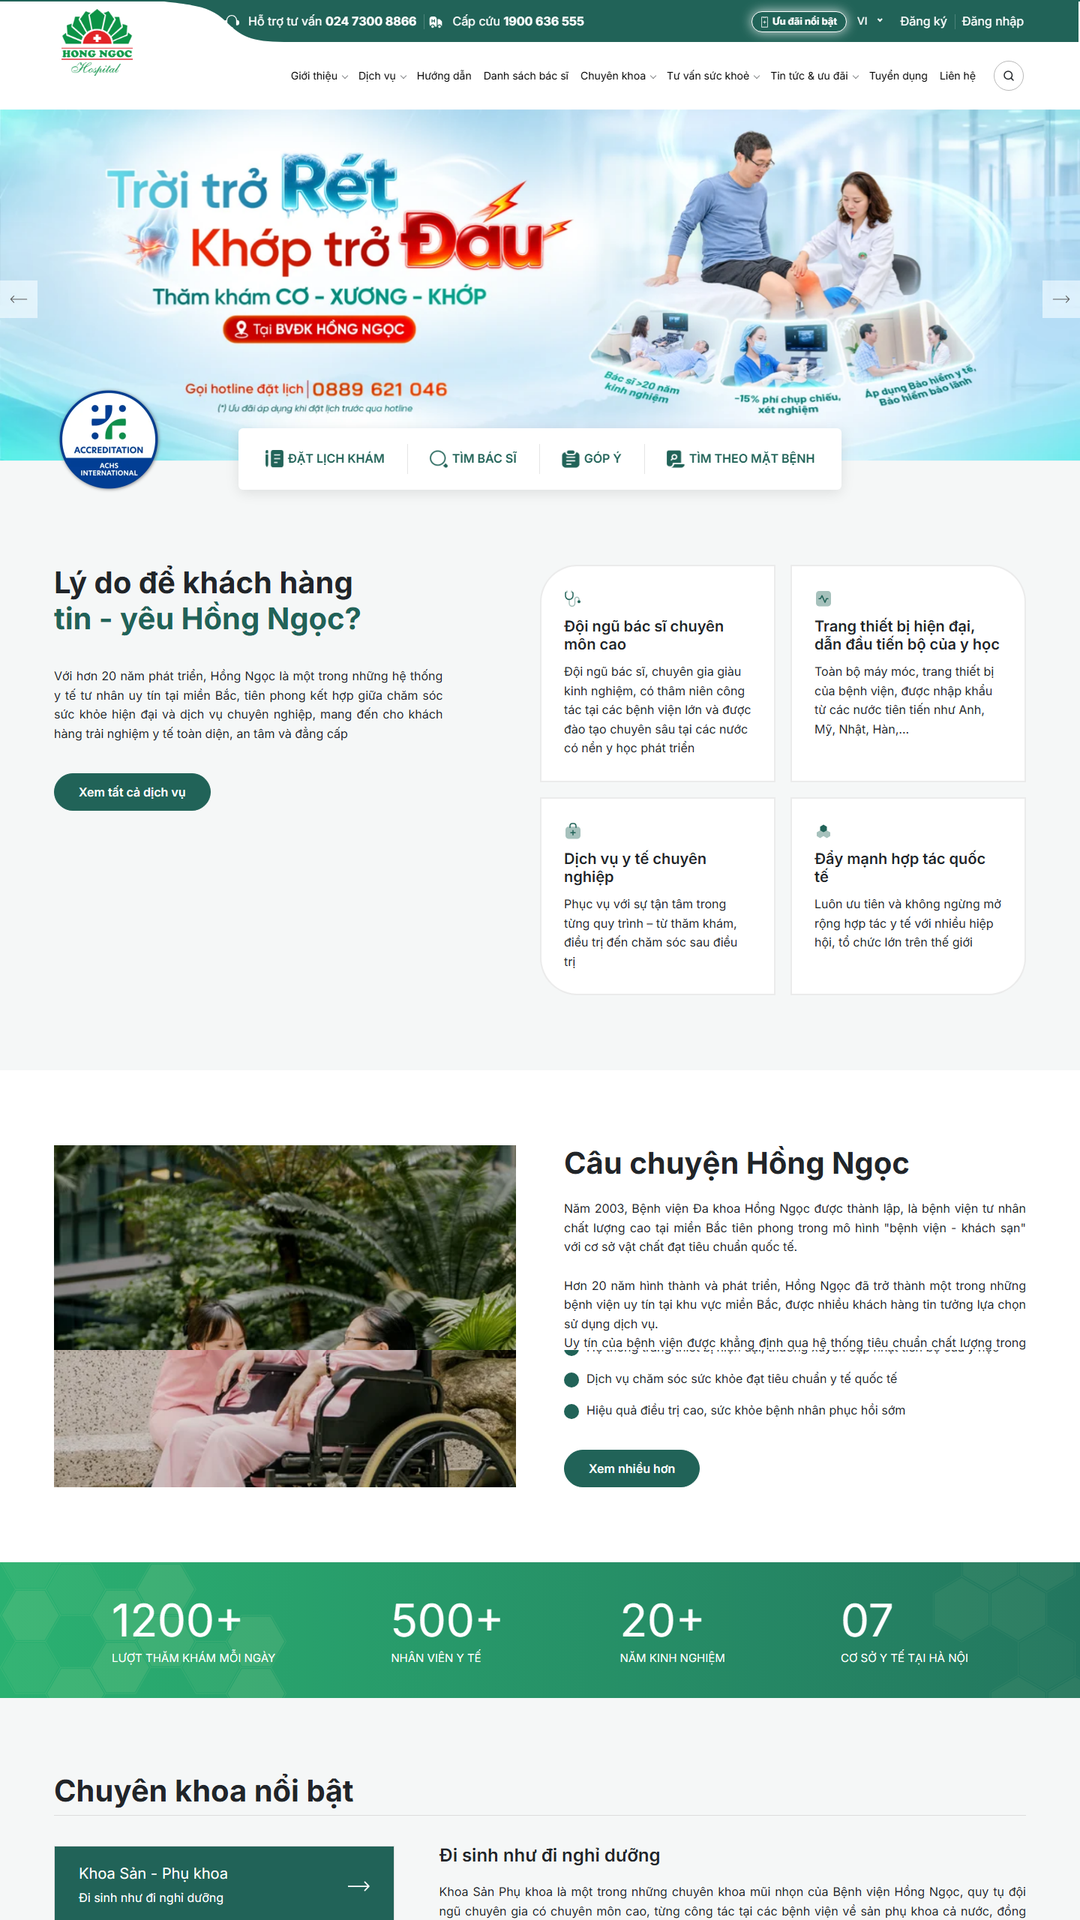 Hỗ trợ tư vấn 024 7300 8866
Cấp cứu 1900 636 555
Ưu đãi nổi bật
VI
Đăng ký
Đăng nhập
HONG NGOC
Hospital
Giới thiệu
Dịch vụ
Hướng dẫn
Danh sách bác sĩ
Chuyên khoa
Tư vấn sức khoẻ
Tin tức & ưu đãi
Tuyển dụng
Liên hệ
Trời trở Rét
Khớp trở Đau
Thăm khám CƠ - XƯƠNG - KHỚP
Tại BVĐK HỒNG NGỌC
Gọi hotline đặt lịch | 0889 621 046
(*) Ưu đãi áp dụng khi đặt lịch trước qua hotline
Bác sĩ >20 năm
kinh nghiệm
-15% phí chụp chiếu,
xét nghiệm
Áp dụng Bảo hiểm y tế,
Bảo hiểm bảo lãnh
ACCREDITATION
ACHS
INTERNATIONAL
ĐẶT LỊCH KHÁM
TÌM BÁC SĨ
GÓP Ý
TÌM THEO MẶT BỆNH
Lý do để khách hàng
tin - yêu Hồng Ngọc?
Với hơn 20 năm phát triển, Hồng Ngọc là một trong những hệ thống
y tế tư nhân uy tín tại miền Bắc, tiên phong kết hợp giữa chăm sóc
sức khỏe hiện đại và dịch vụ chuyên nghiệp, mang đến cho khách
hàng trải nghiệm y tế toàn diện, an tâm và đẳng cấp
Xem tất cả dịch vụ
Đội ngũ bác sĩ chuyên
môn cao
Đội ngũ bác sĩ, chuyên gia giàu
kinh nghiệm, có thâm niên công
tác tại các bệnh viện lớn và được
đào tạo chuyên sâu tại các nước
có nền y học phát triển
Trang thiết bị hiện đại,
dẫn đầu tiến bộ của y học
Toàn bộ máy móc, trang thiết bị
của bệnh viện, được nhập khẩu
từ các nước tiên tiến như Anh,
Mỹ, Nhật, Hàn,...
Dịch vụ y tế chuyên
nghiệp
Phục vụ với sự tận tâm trong
từng quy trình – từ thăm khám,
điều trị đến chăm sóc sau điều
trị
Đẩy mạnh hợp tác quốc
tế
Luôn ưu tiên và không ngừng mở
rộng hợp tác y tế với nhiều hiệp
hội, tổ chức lớn trên thế giới
Câu chuyện Hồng Ngọc
Năm 2003, Bệnh viện Đa khoa Hồng Ngọc được thành lập, là bệnh viện tư nhân
chất lượng cao tại miền Bắc tiên phong trong mô hình "bệnh viện - khách sạn"
với cơ sở vật chất đạt tiêu chuẩn quốc tế.
Hơn 20 năm hình thành và phát triển, Hồng Ngọc đã trở thành một trong những
bệnh viện uy tín tại khu vực miền Bắc, được nhiều khách hàng tin tưởng lựa chọn
sử dụng dịch vụ.
Uy tín của bệnh viện được khẳng định qua hệ thống tiêu chuẩn chất lượng trong
Dịch vụ chăm sóc sức khỏe đạt tiêu chuẩn y tế quốc tế
Hiệu quả điều trị cao, sức khỏe bệnh nhân phục hồi sớm
Xem nhiều hơn
1200+
LƯỢT THĂM KHÁM MỖI NGÀY
500+
NHÂN VIÊN Y TẾ
20+
NĂM KINH NGHIỆM
07
CƠ SỞ Y TẾ TẠI HÀ NỘI
Chuyên khoa nổi bật
Khoa Sản - Phụ khoa
Đi sinh như đi nghỉ dưỡng
Đi sinh như đi nghỉ dưỡng
Khoa Sản Phụ khoa là một trong những chuyên khoa mũi nhọn của Bệnh viện Hồng Ngọc, quy tụ đội
ngũ chuyên gia có chuyên môn cao, từng công tác tại các bệnh viện về sản phụ khoa cả nước, đồng